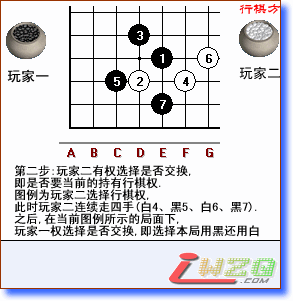 行棋方
3
1
6
玩家一
玩家二
5 2 4
7
A B C D E F G
第二步:玩家二有权选择是否交换,
即是否要当前的持有行棋权.
图例为玩家二选择行棋权,
此时玩家二连续走四手(白4、黑5、白6、黑7).
之后,在当前图例所示的局面下,
玩家一权选择是否交换,即选择本局用黑还用白
iWZQ